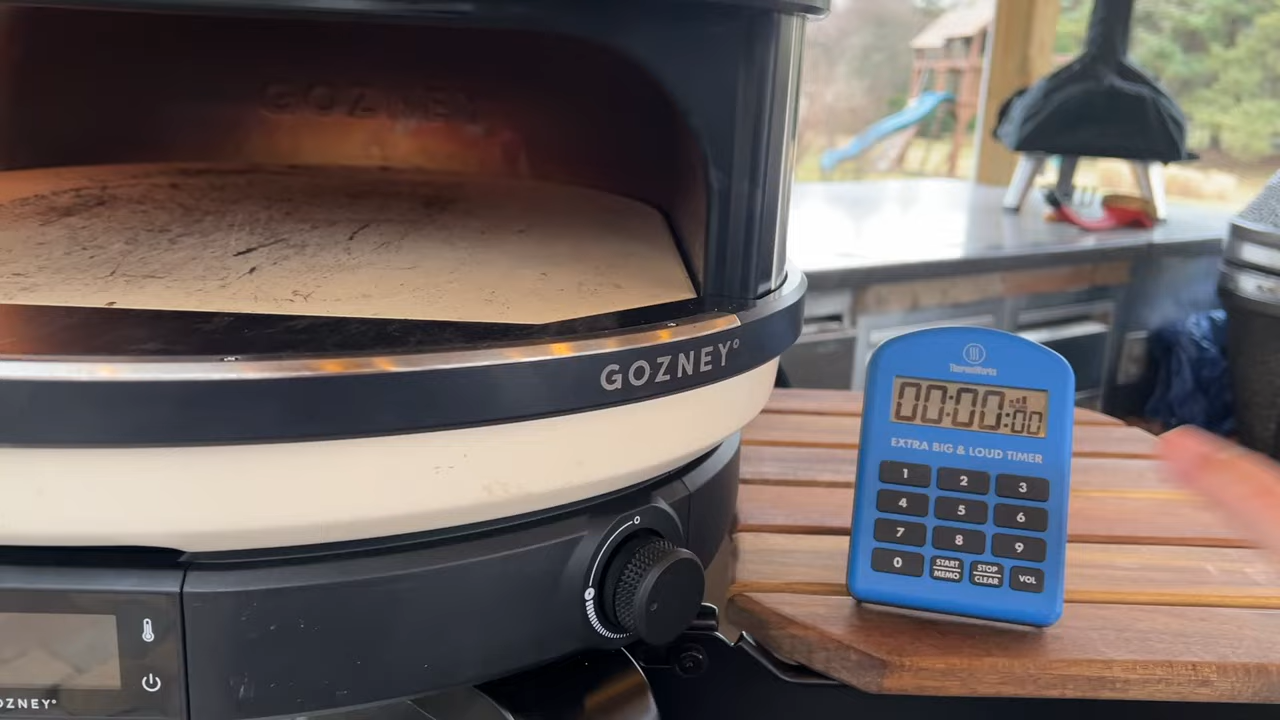 GOZNEY
GOZNEY
ThermoWorks
00:00:00
EXTRA BIG & LOUD TIMER
1 2 3
4 5 6
7 8 9
0 START
MEMO STOP
CLEAR VOL
OZNEY